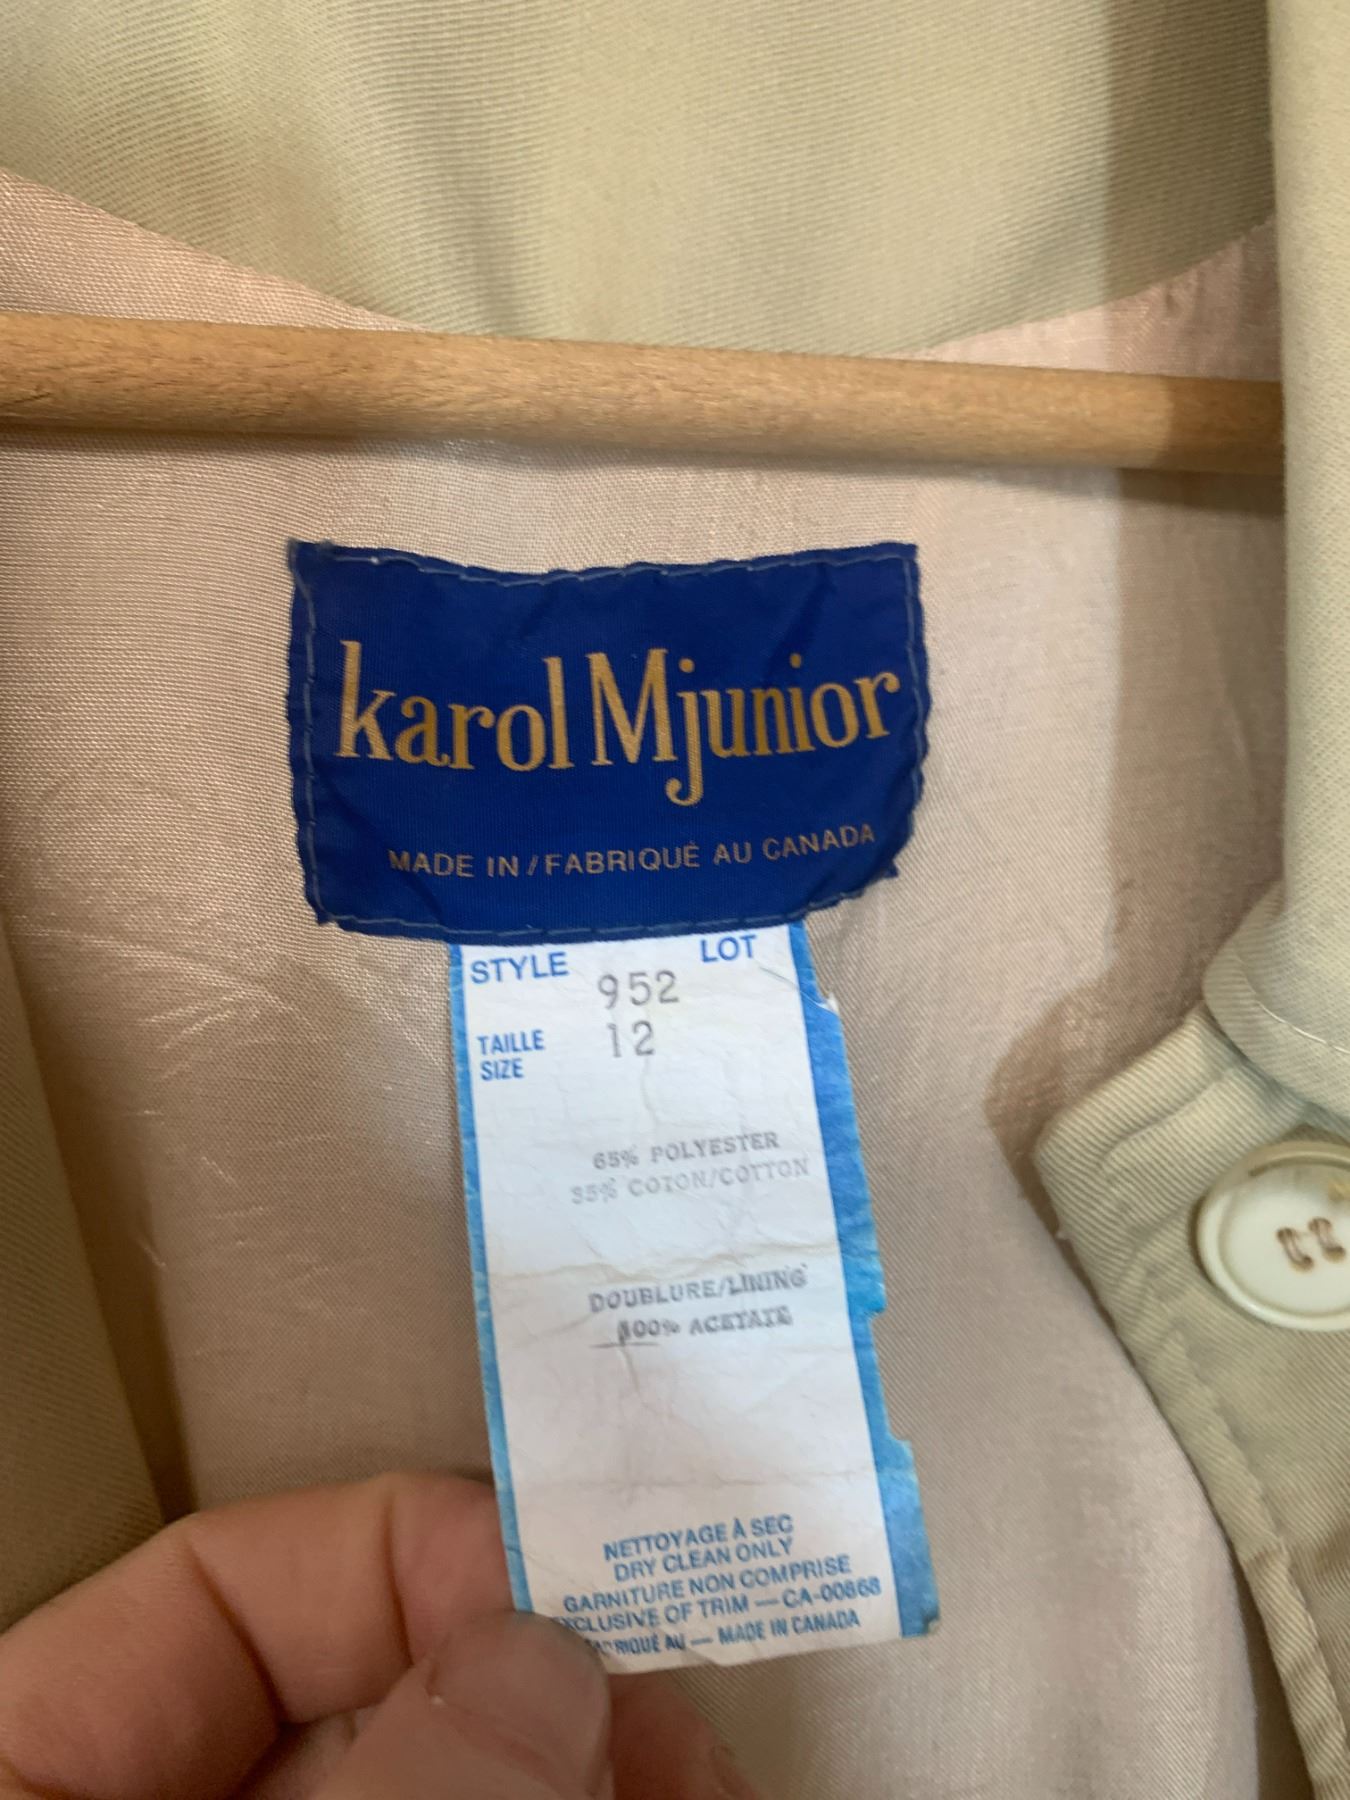 karol Mjunior
MADE IN / FABRIQUÉ AU CANADA
STYLE 952 LOT
TAILLE 12
SIZE
65% POLYESTER
35% COTON/COTTON
DOUBLURE/LINING
100% ACETATE
NETTOYAGE À SEC
DRY CLEAN ONLY
GARNITURE NON COMPRISE
EXCLUSIVE OF TRIM — CA-00868
FABRIQUÉ AU — MADE IN CANADA